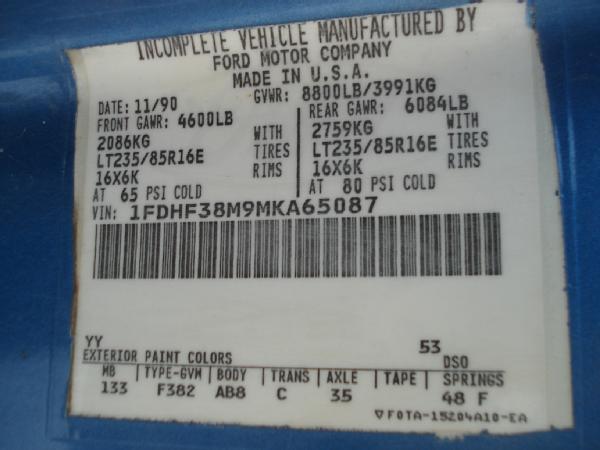 INCOMPLETE VEHICLE MANUFACTURED BY
FORD MOTOR COMPANY
MADE IN U.S.A.
DATE: 11/90
GVWR: 8800LB/3991KG
FRONT GAWR: 4600LB
2086KG WITH
LT235/85R16E TIRES
16X6K RIMS
AT 65 PSI COLD
REAR GAWR: 6084LB
2759KG WITH
LT235/85R16E TIRES
16X6K RIMS
AT 80 PSI COLD
VIN: 1FDHF38M9MKA65087
YY
53
EXTERIOR PAINT COLORS DSO
MB TYPE-GVM BODY TRANS AXLE TAPE SPRINGS
133 F382 AB8 C 35 48 F
▽F0TA-15204A10-EA